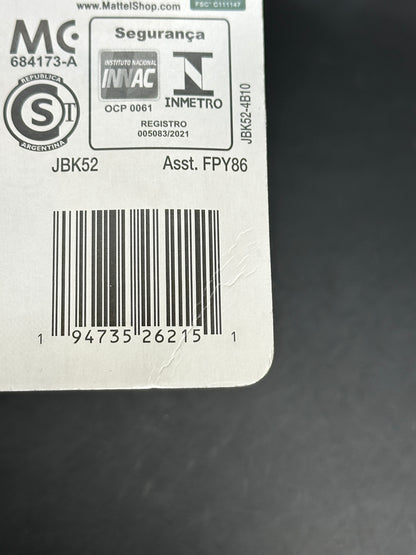 www.MattelShop.com
FSC® C111147
MC
684173-A
Segurança
INSTITUTO NACIONAL
INNAC
OCP 0061
INMETRO
REGISTRO
005083/2021
REPUBLICA
S T
ARGENTINA
JBK52-4B10
JBK52 Asst. FPY86
1 94735 26215 1